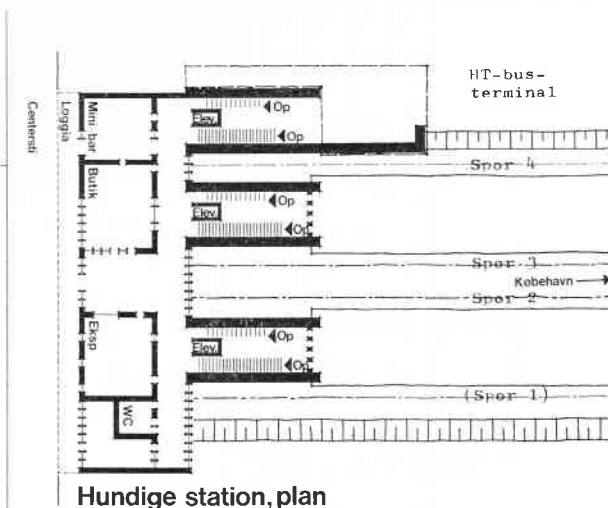 HT-bus-
terminal
Centersti
Loggia
Mini-bar
Op
Elev.
Op
Spor 4
Butik
Op
Elev.
Op
Spor 3
Købehavn
Spor 2
Eksp
Op
Elev.
Op
(Spor 1)
WC
Hundige station, plan